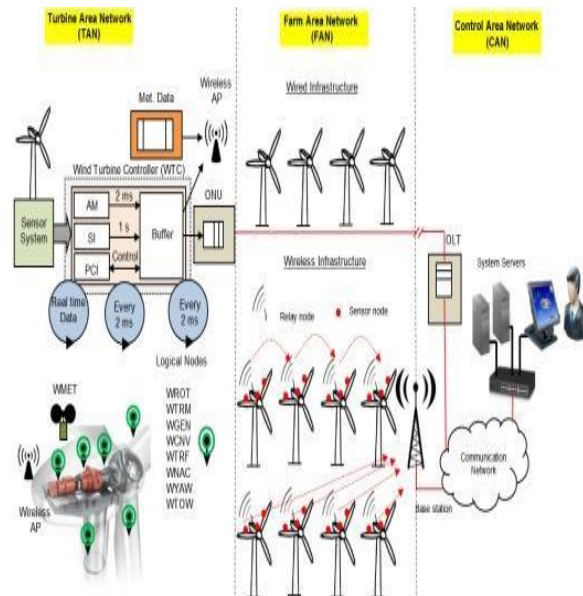 Turbine Area Network
(TAN)
Farm Area Network
(FAN)
Control Area Network
(CAN)
Wired Infrastructure
Met. Data
Wireless
AP
Wind Turbine Controller (WTC)
Sensor
System
AM
2 ms
SI
1 s
PCI
Control
Buffer
ONU
OLT
System Servers
Real time
Data
Every
2 ms
Every
2 ms
Logical Nodes
Wireless Infrastructure
Relay node
Sensor node
WMET
Wireless
AP
WROT
WTRM
WGEN
WCNV
WTRF
WNAC
WYAW
WTOW
Communication
Network
Base station